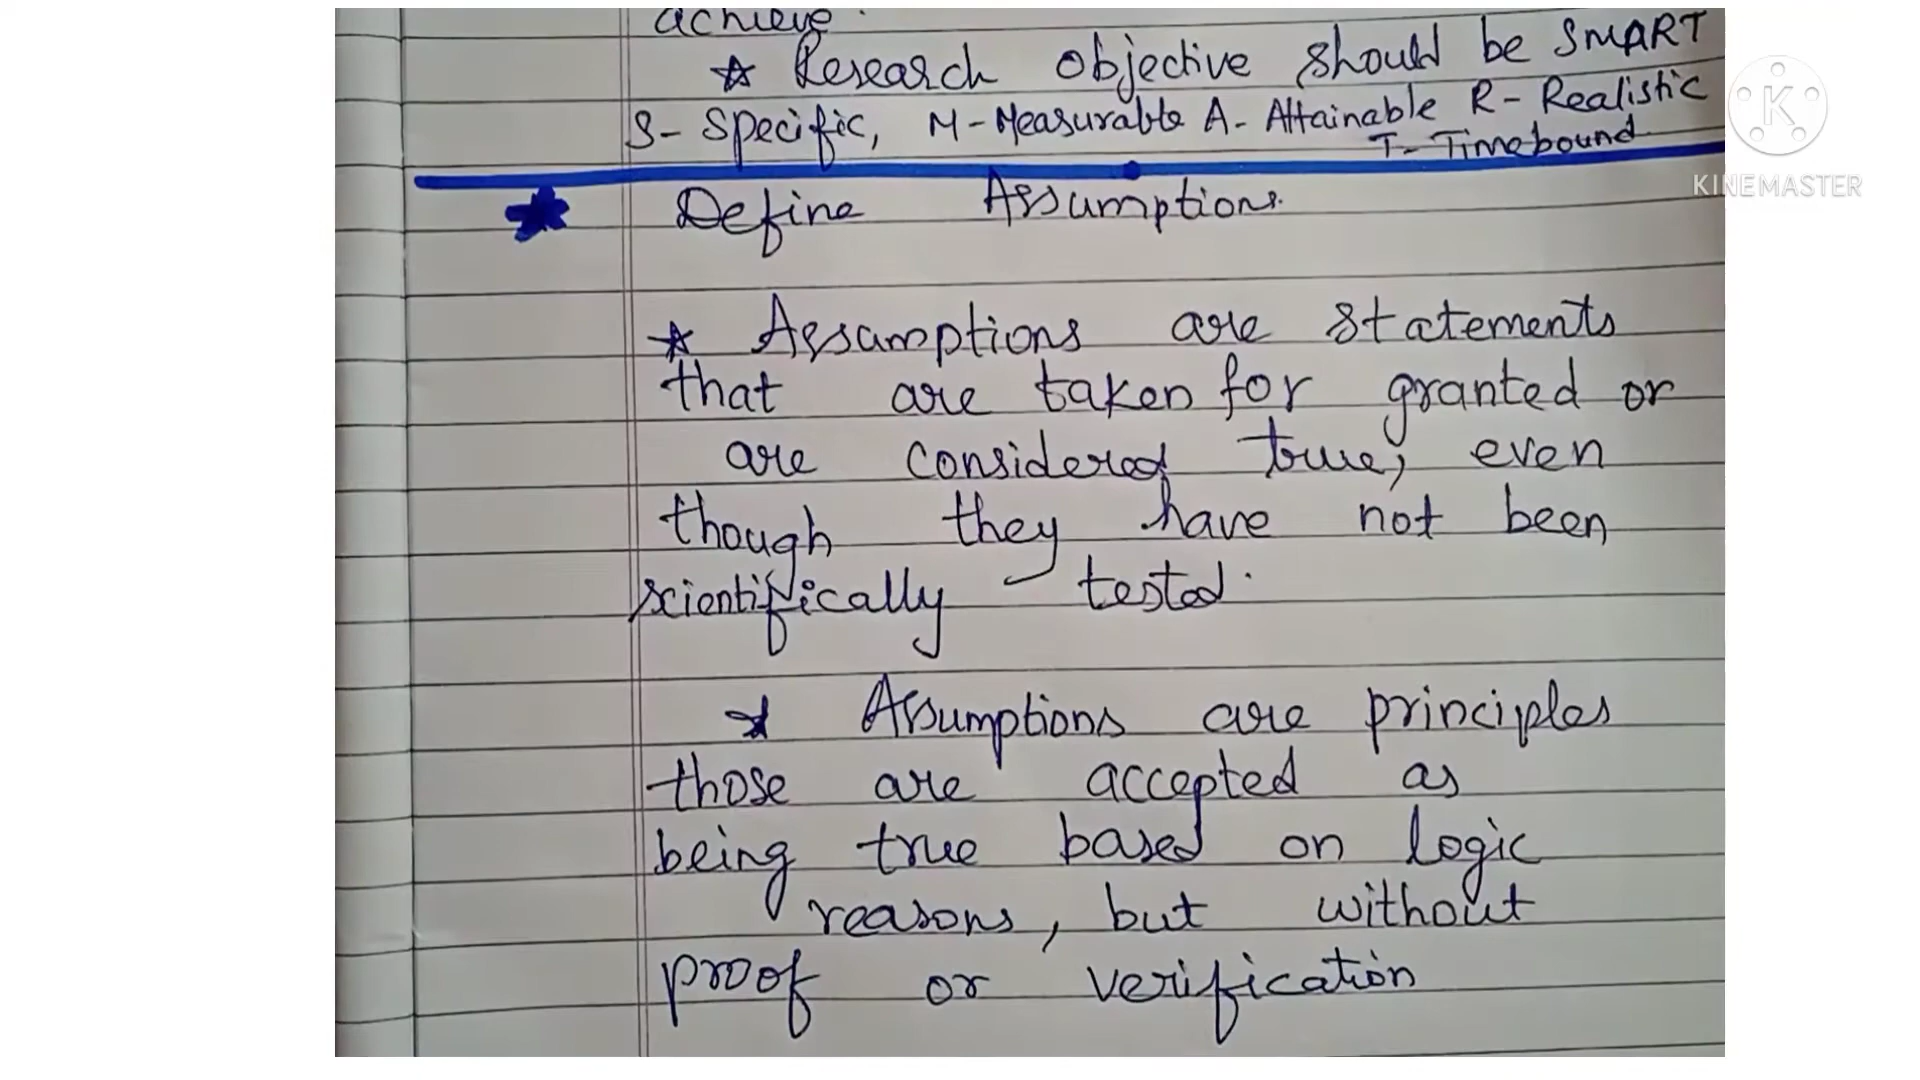 achieve.
☆ Research objective should be SMART
S- Specific, M-Measurable A- Attainable R- Realistic
T- Timebound
★ Define Assumptions.
☆ Assumptions are statements
that are taken for granted or
are considered true, even
though they have not been
scientifically tested.
☆ Assumptions are principles
those are accepted as
being true based on logic
reasons, but without
proof or verification
K
KINEMASTER